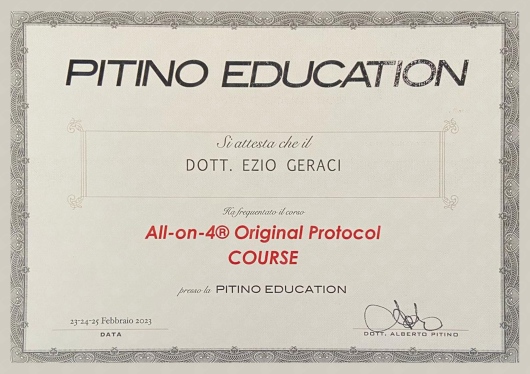 PITINO EDUCATION
Si attesta che il
DOTT. EZIO GERACI
Ha frequentato il corso
All-on-4® Original Protocol
COURSE
presso la PITINO EDUCATION
23-24-25 Febbraio 2023
DATA
DOTT. ALBERTO PITINO